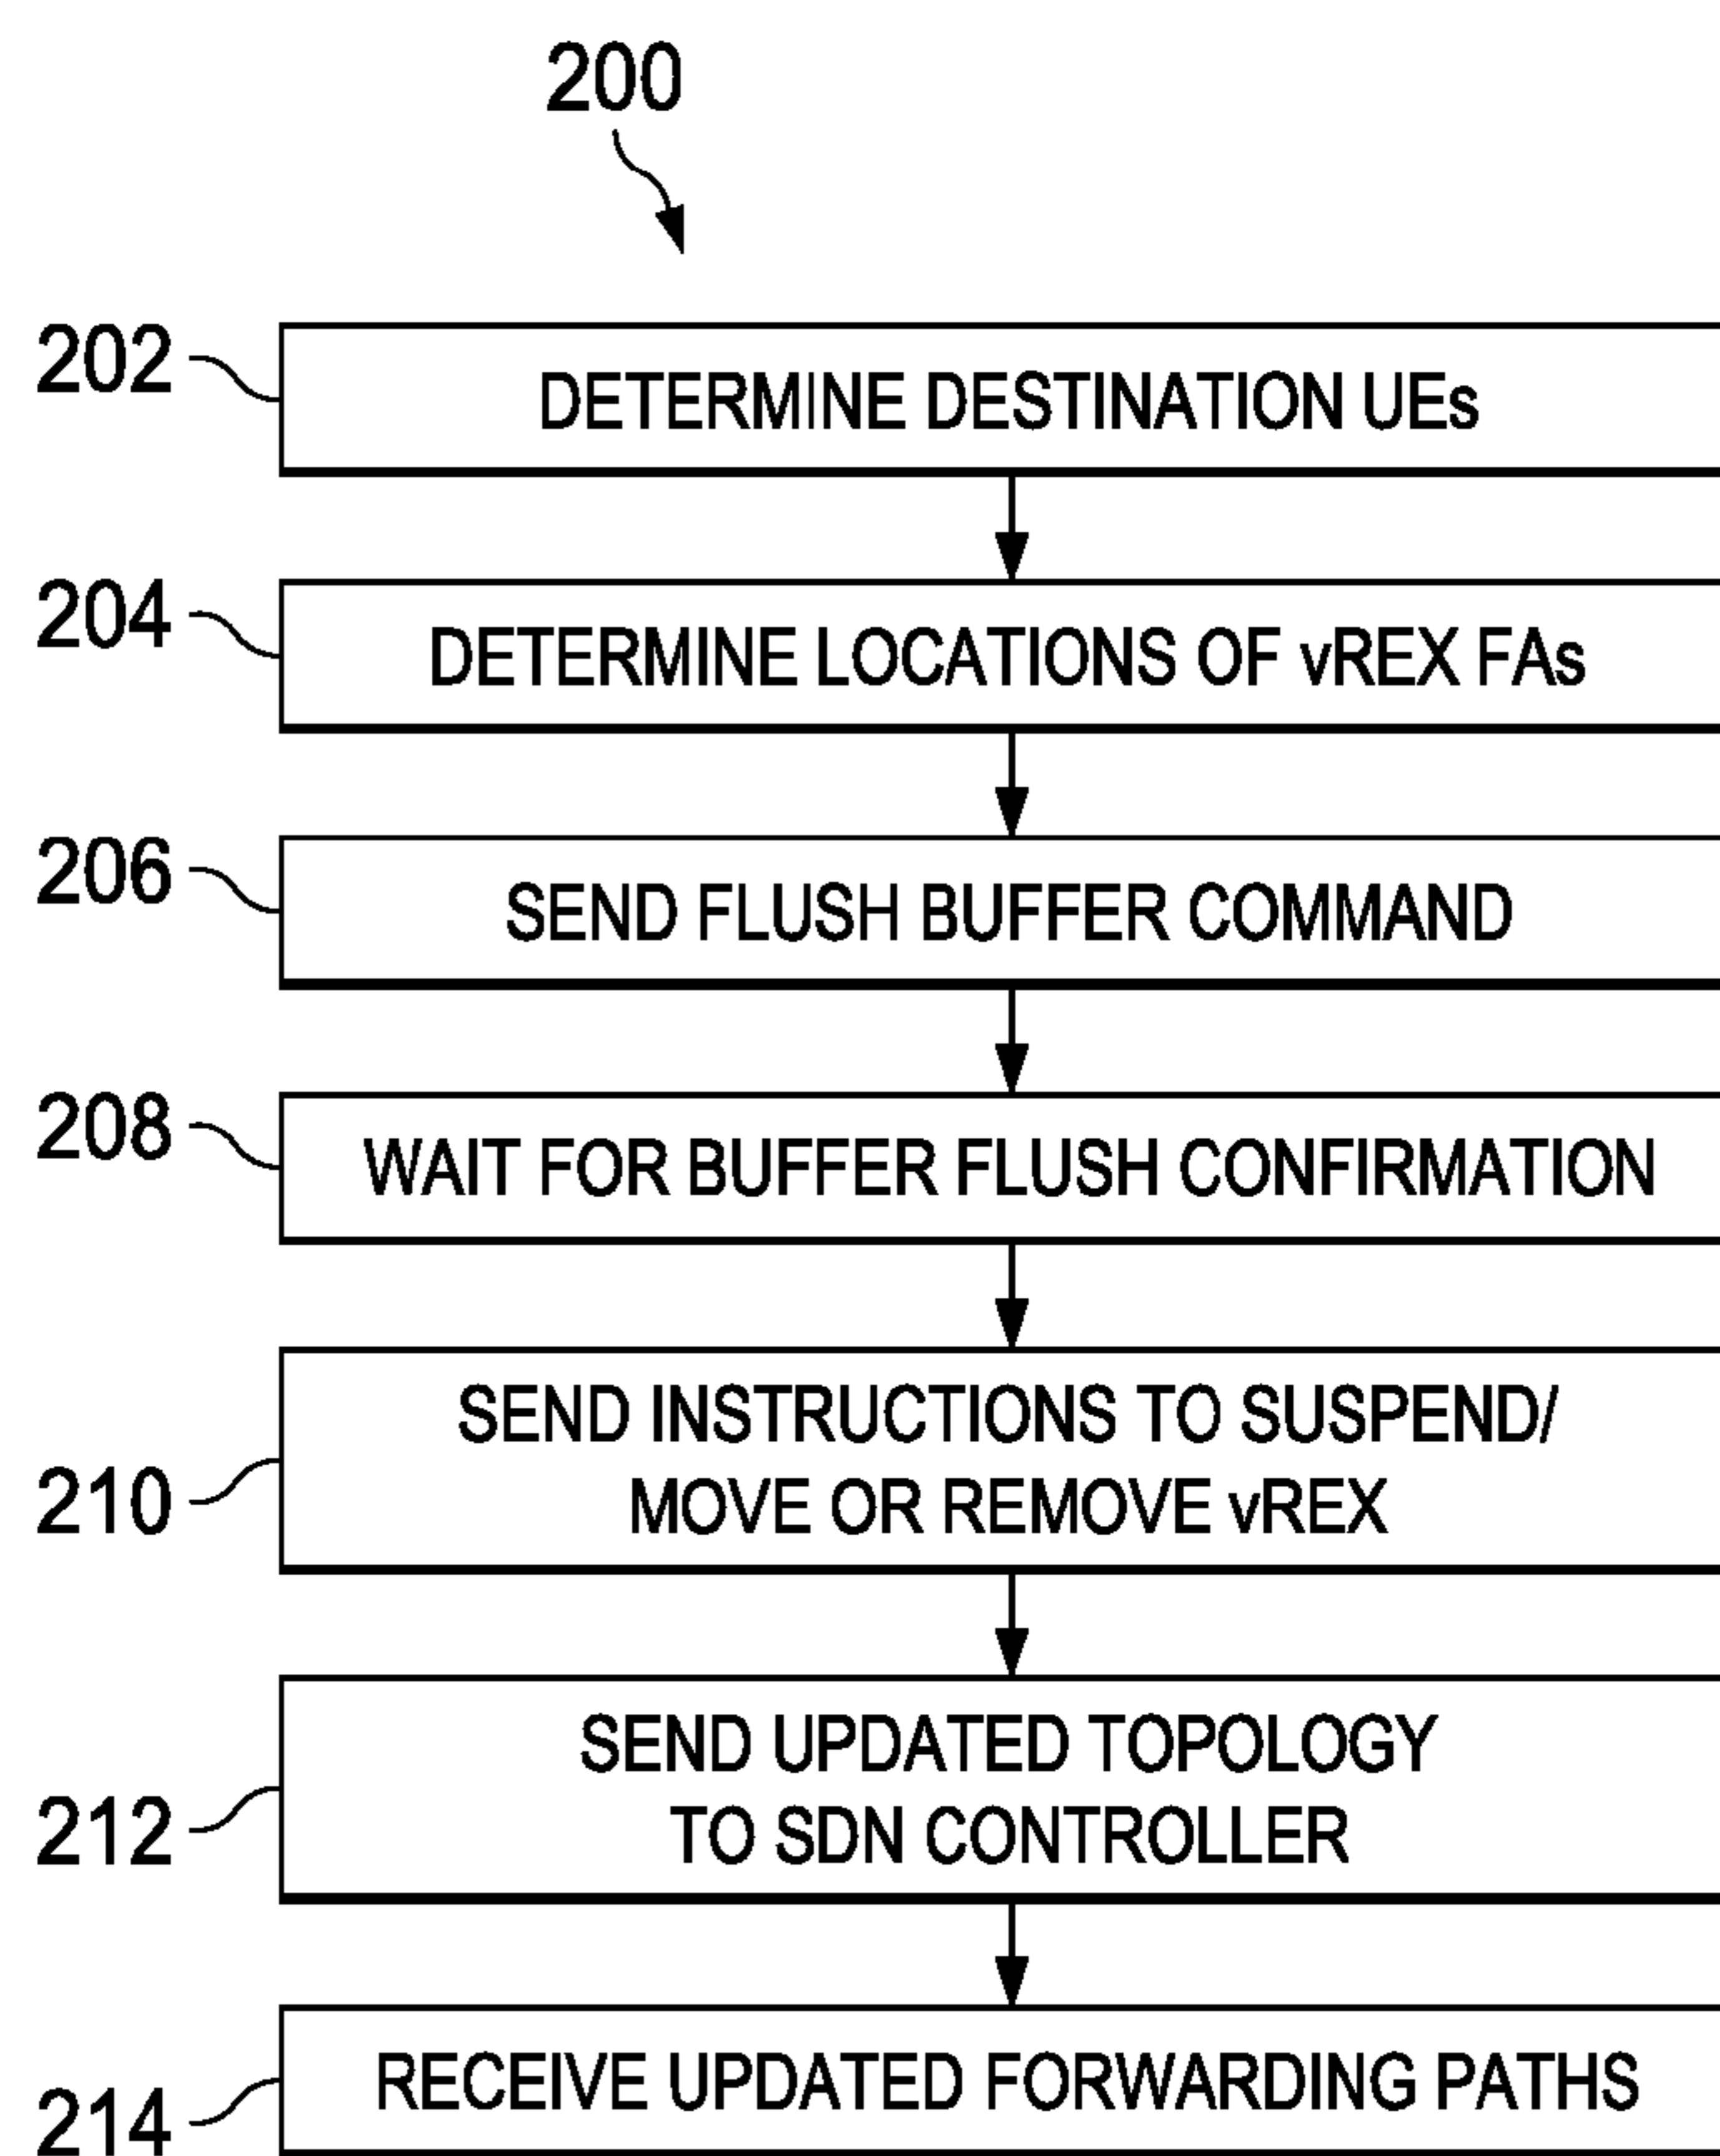 200
202
DETERMINE DESTINATION UEs
204
DETERMINE LOCATIONS OF vREX FAs
206
SEND FLUSH BUFFER COMMAND
208
WAIT FOR BUFFER FLUSH CONFIRMATION
210
SEND INSTRUCTIONS TO SUSPEND/
MOVE OR REMOVE vREX
212
SEND UPDATED TOPOLOGY
TO SDN CONTROLLER
214
RECEIVE UPDATED FORWARDING PATHS